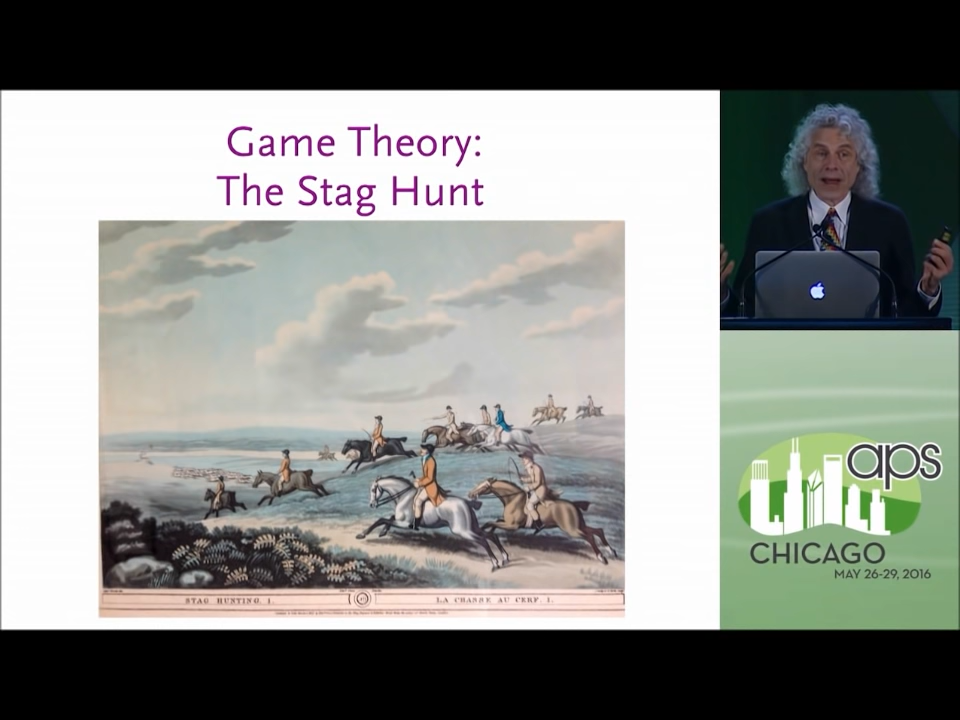 Game Theory:
The Stag Hunt
STAG HUNTING. 1.
LA CHASSE AU CERF. 1.
aps
CHICAGO
MAY 26-29, 2016